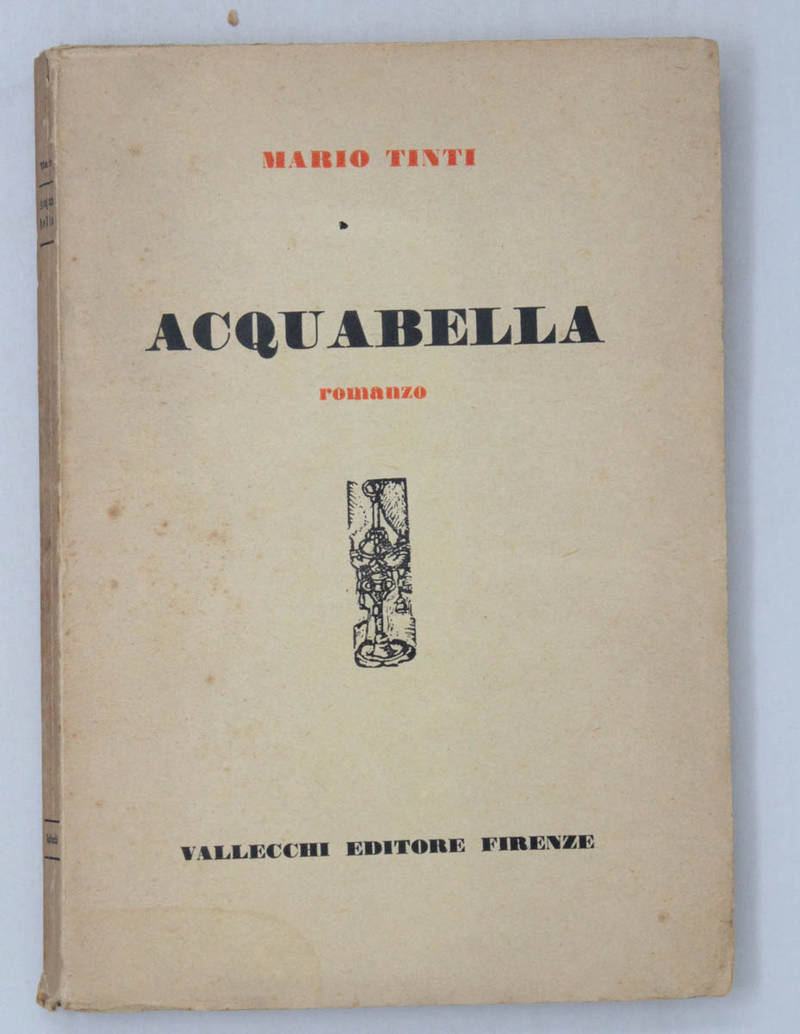 MARIO TINTI
ACQUABELLA
romanzo
VALLECCHI EDITORE FIRENZE